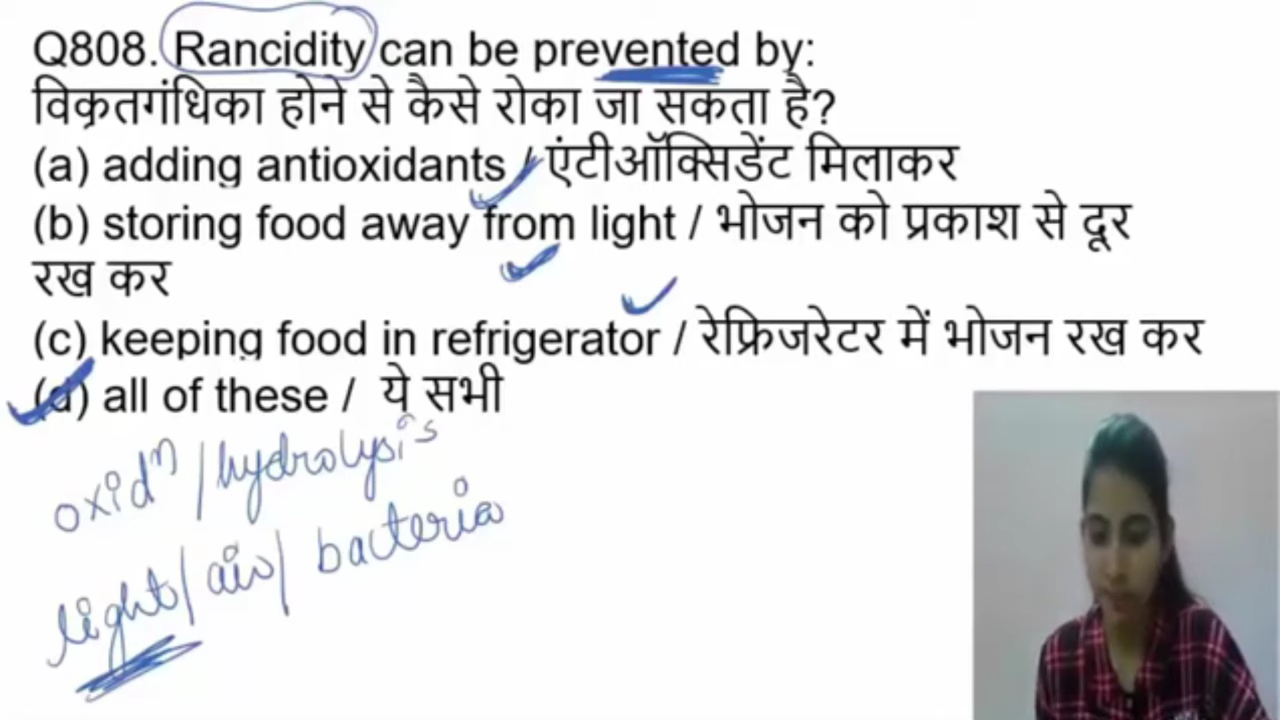 Q808. Rancidity can be prevented by:
विकृतगंधिका होने से कैसे रोका जा सकता है?
(a) adding antioxidants / एंटीऑक्सिडेंट मिलाकर
(b) storing food away from light / भोजन को प्रकाश से दूर
रख कर
(c) keeping food in refrigerator / रेफ्रिजरेटर में भोजन रख कर
(d) all of these / ये सभी
oxidⁿ/hydrolysis
light/air/bacteria